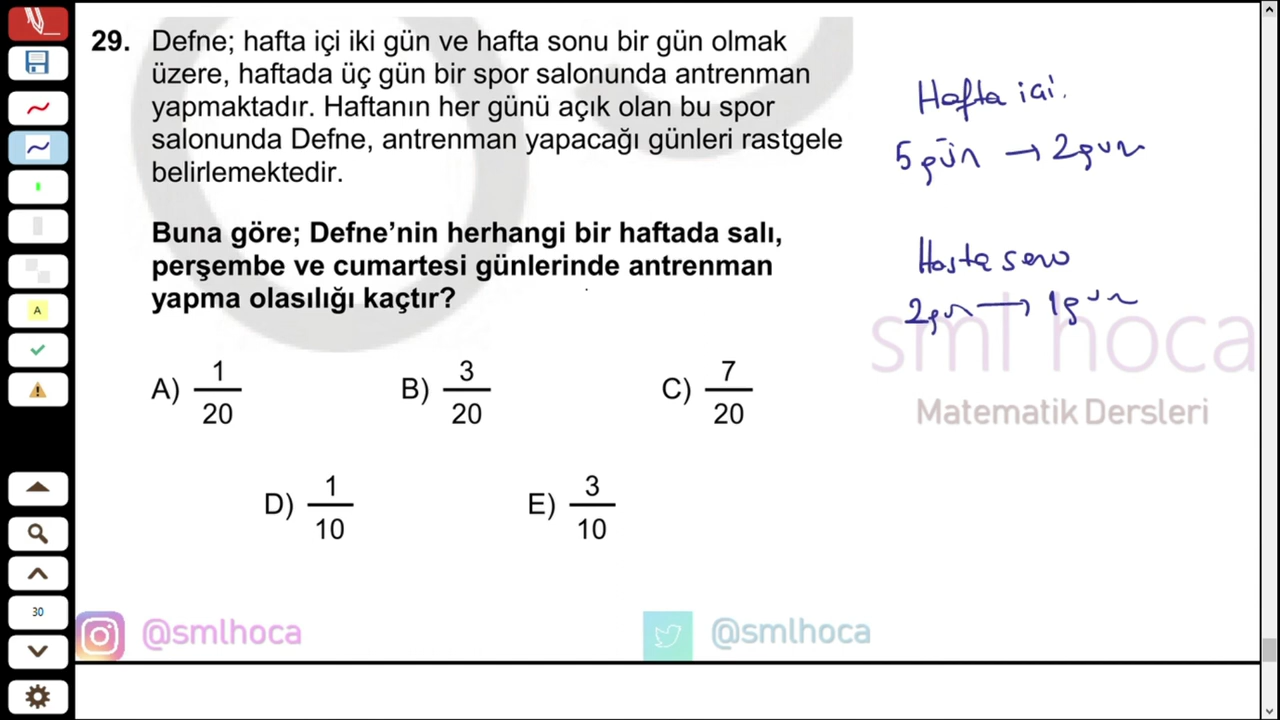 29. Defne; hafta içi iki gün ve hafta sonu bir gün olmak
üzere, haftada üç gün bir spor salonunda antrenman
yapmaktadır. Haftanın her günü açık olan bu spor
salonunda Defne, antrenman yapacağı günleri rastgele
belirlemektedir.
Buna göre; Defne'nin herhangi bir haftada salı,
perşembe ve cumartesi günlerinde antrenman
yapma olasılığı kaçtır?
A) 1/20 B) 3/20 C) 7/20
D) 1/10 E) 3/10
Hafta içi.
5 gün → 2 gün
Hafta sonu
2 gün → 1 gün
sml hoca
Matematik Dersleri
@smlhoca @smlhoca
A
30